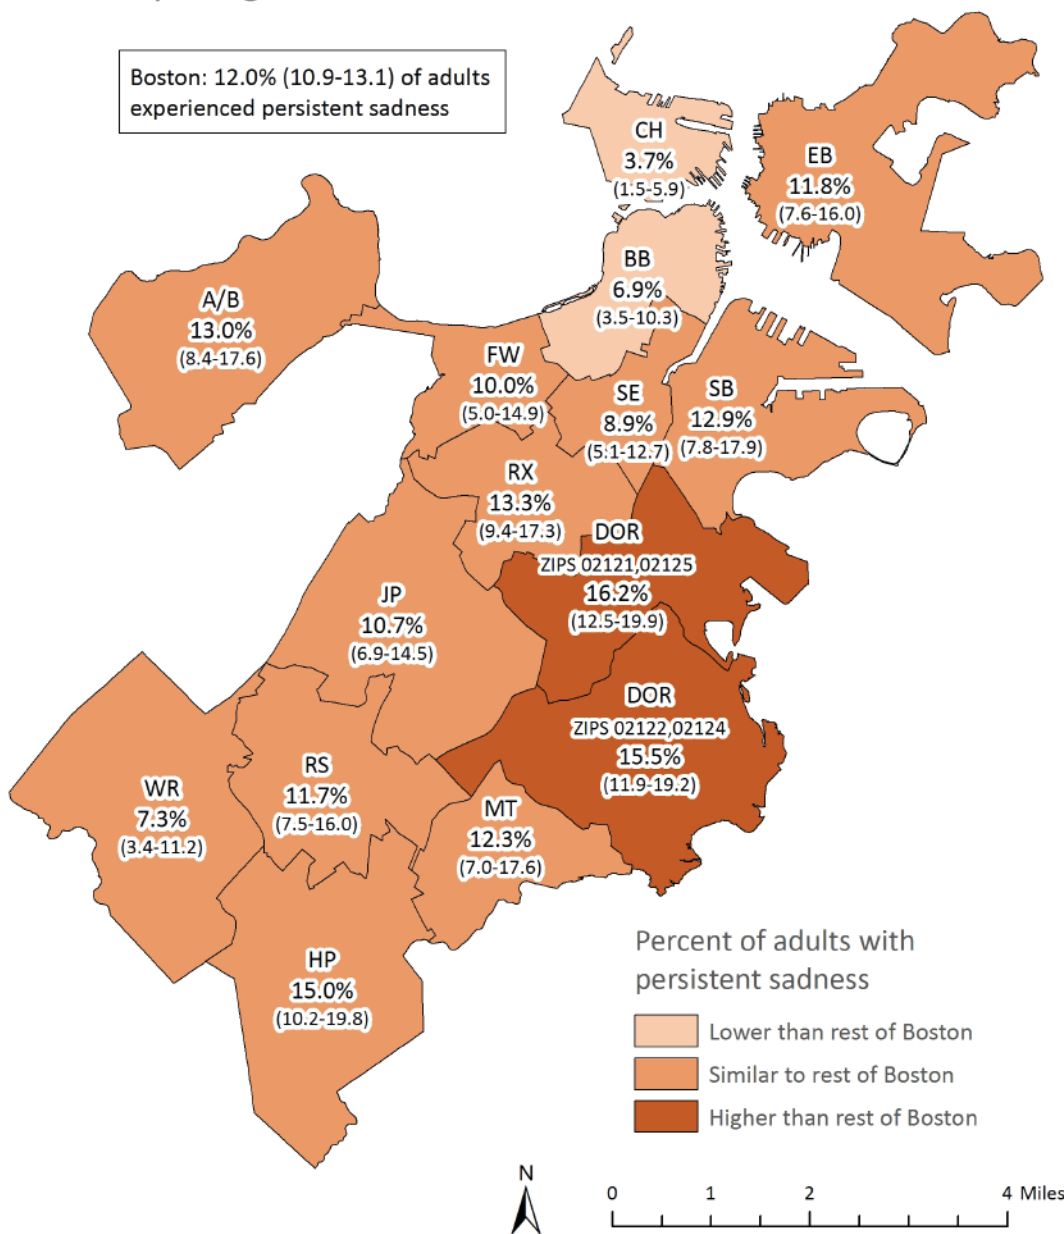 Boston: 12.0% (10.9-13.1) of adults
experienced persistent sadness
CH
3.7%
(1.5-5.9)
EB
11.8%
(7.6-16.0)
BB
6.9%
(3.5-10.3)
A/B
13.0%
(8.4-17.6)
FW
10.0%
(5.0-14.9)
SE
8.9%
(5.1-12.7)
SB
12.9%
(7.8-17.9)
RX
13.3%
(9.4-17.3)
DOR
ZIPS 02121,02125
16.2%
(12.5-19.9)
JP
10.7%
(6.9-14.5)
DOR
ZIPS 02122,02124
15.5%
(11.9-19.2)
RS
11.7%
(7.5-16.0)
WR
7.3%
(3.4-11.2)
MT
12.3%
(7.0-17.6)
HP
15.0%
(10.2-19.8)
Percent of adults with
persistent sadness
Lower than rest of Boston
Similar to rest of Boston
Higher than rest of Boston
N
0 1 2 4 Miles